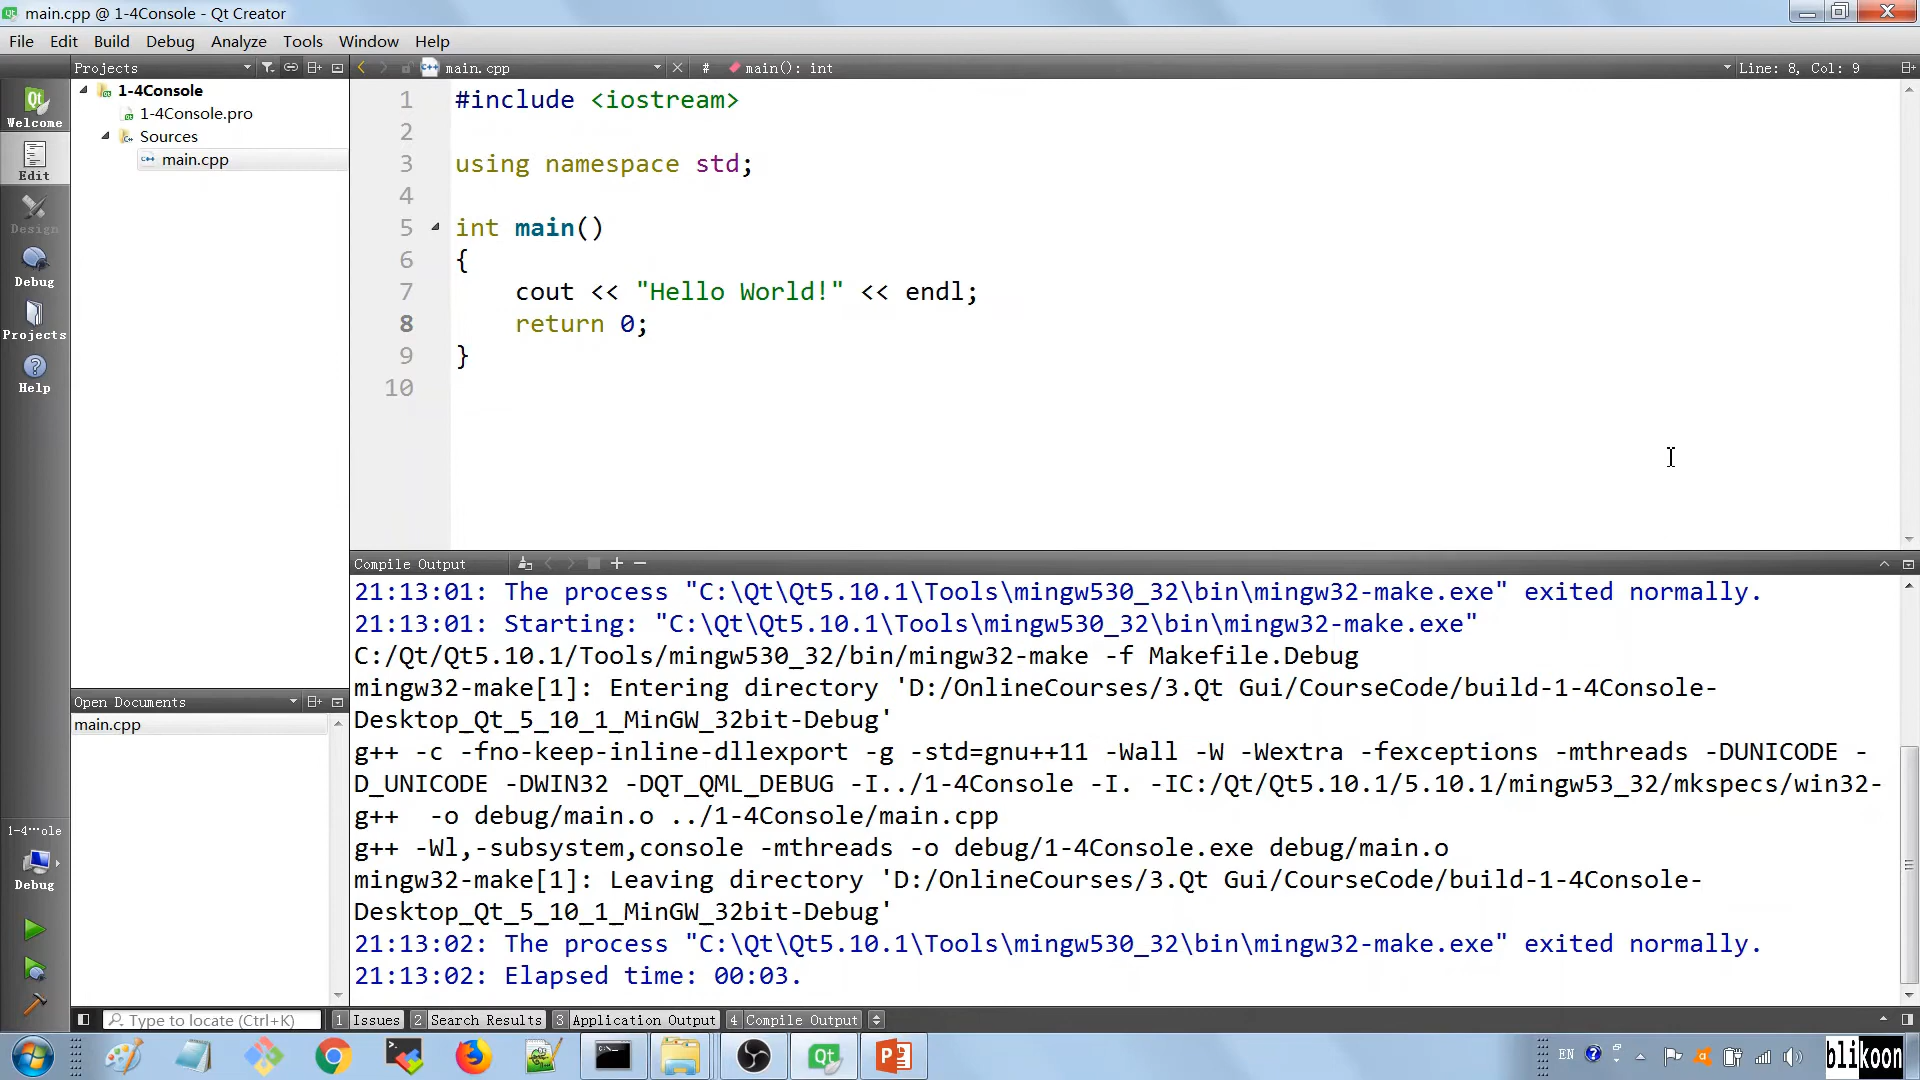 main.cpp @ 1-4Console - Qt Creator
File Edit Build Debug Analyze Tools Window Help
Projects
main.cpp
# main(): int
Line: 8, Col: 9
Welcome
Edit
Design
Debug
Projects
Help
1-4Console
1-4Console.pro
Sources
main.cpp
1 #include <iostream>
2
3 using namespace std;
4
5 int main()
6 {
7 cout << "Hello World!" << endl;
8 return 0;
9 }
10
Open Documents
main.cpp
1-4···ole
Debug
Compile Output
21:13:01: The process "C:\Qt\Qt5.10.1\Tools\mingw530_32\bin\mingw32-make.exe" exited normally.
21:13:01: Starting: "C:\Qt\Qt5.10.1\Tools\mingw530_32\bin\mingw32-make.exe"
C:/Qt/Qt5.10.1/Tools/mingw530_32/bin/mingw32-make -f Makefile.Debug
mingw32-make[1]: Entering directory 'D:/OnlineCourses/3.Qt Gui/CourseCode/build-1-4Console-
Desktop_Qt_5_10_1_MinGW_32bit-Debug'
g++ -c -fno-keep-inline-dllexport -g -std=gnu++11 -Wall -W -Wextra -fexceptions -mthreads -DUNICODE -
D_UNICODE -DWIN32 -DQT_QML_DEBUG -I../1-4Console -I. -IC:/Qt/Qt5.10.1/5.10.1/mingw53_32/mkspecs/win32-
g++  -o debug/main.o ../1-4Console/main.cpp
g++ -Wl,-subsystem,console -mthreads -o debug/1-4Console.exe debug/main.o
mingw32-make[1]: Leaving directory 'D:/OnlineCourses/3.Qt Gui/CourseCode/build-1-4Console-
Desktop_Qt_5_10_1_MinGW_32bit-Debug'
21:13:02: The process "C:\Qt\Qt5.10.1\Tools\mingw530_32\bin\mingw32-make.exe" exited normally.
21:13:02: Elapsed time: 00:03.
Type to locate (Ctrl+K)
1 Issues 2 Search Results 3 Application Output 4 Compile Output
EN
blikoon